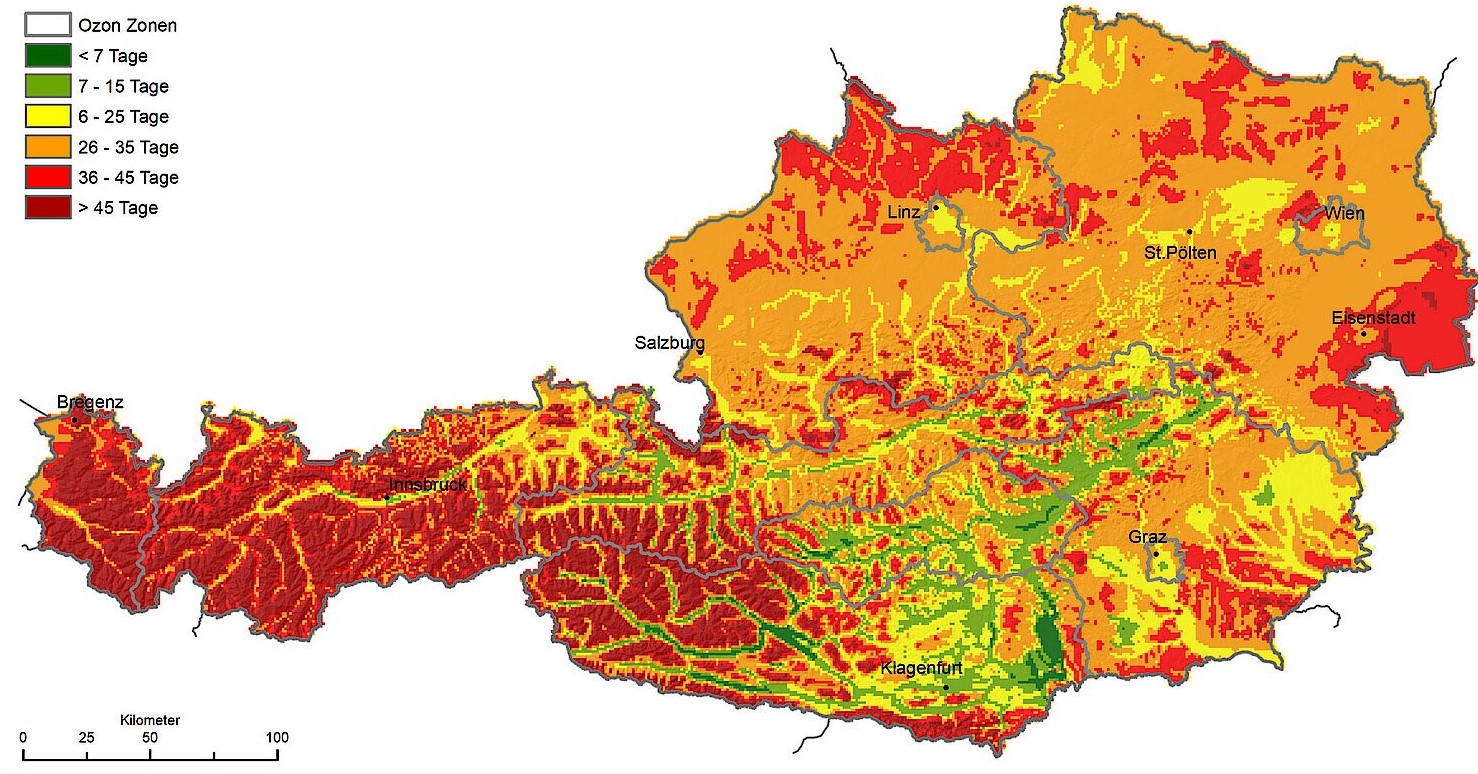 Ozon Zonen
< 7 Tage
7 - 15 Tage
6 - 25 Tage
26 - 35 Tage
36 - 45 Tage
> 45 Tage
Linz
Wien
St.Pölten
Eisenstadt
Salzburg
Bregenz
Innsbruck
Graz
Klagenfurt
Kilometer
0 25 50 100